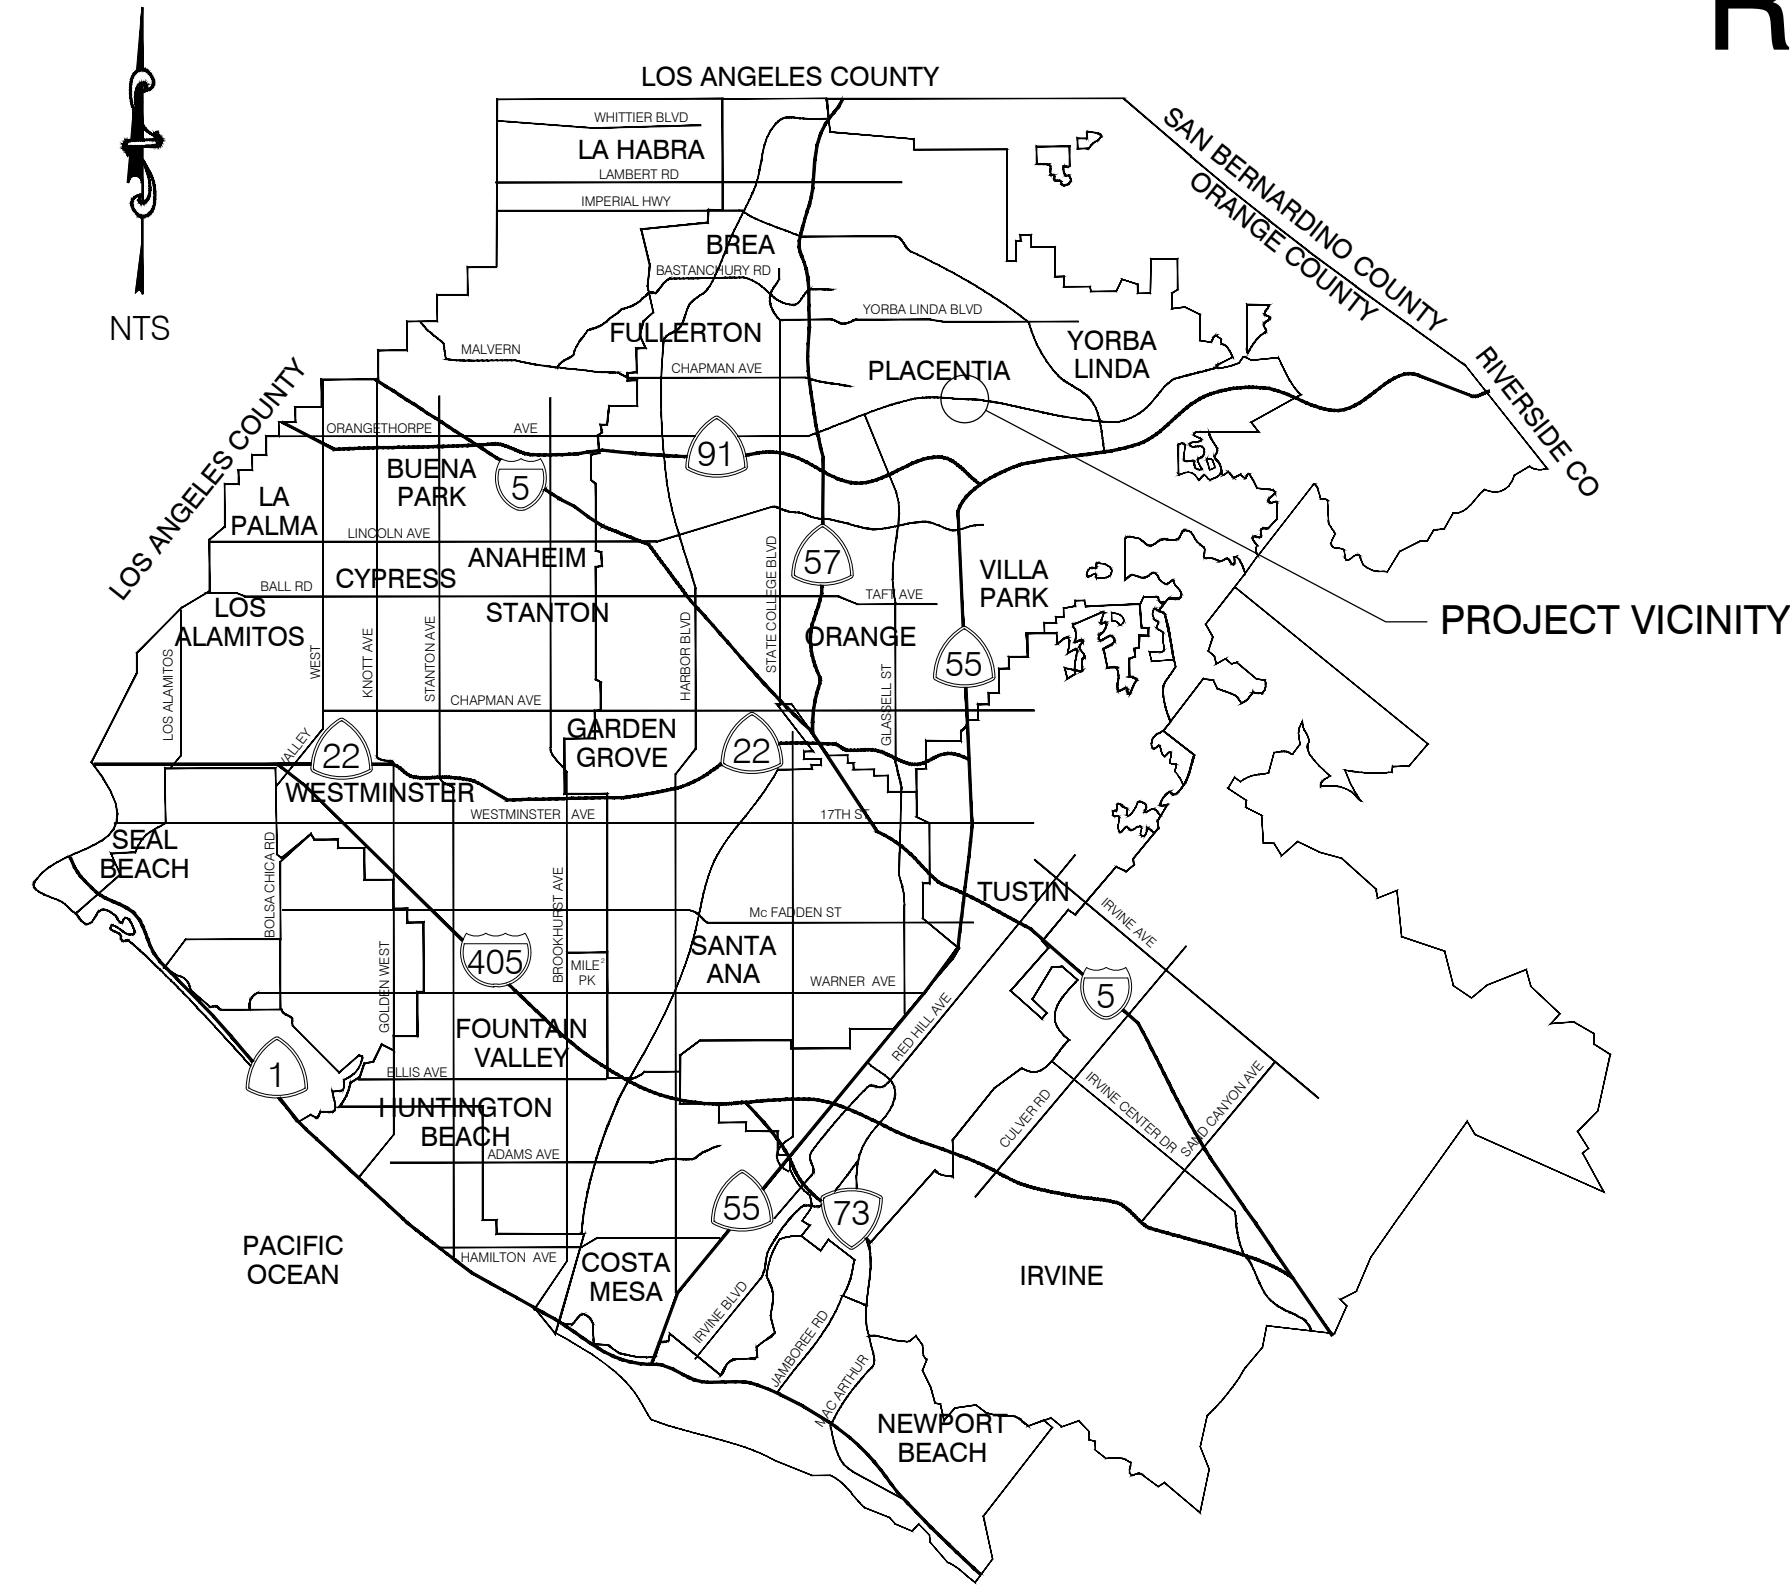 R
LOS ANGELES COUNTY
WHITTIER BLVD
LA HABRA
LAMBERT RD
IMPERIAL HWY
SAN BERNARDINO COUNTY
ORANGE COUNTY
BREA
BASTANCHURY RD
NTS
YORBA LINDA BLVD
FULLERTON
YORBA
LINDA
MALVERN
CHAPMAN AVE
PLACENTIA
RIVERSIDE CO
LOS ANGELES COUNTY
ORANGETHORPE AVE
91
BUENA
PARK
5
LA
PALMA
LINCOLN AVE
ANAHEIM
57
CYPRESS
BALL RD
STATE COLLEGE BLVD
VILLA
PARK
TAFT AVE
LOS
ALAMITOS
STANTON
ORANGE
PROJECT VICINITY
LOS ALAMITOS
WEST
KNOTT AVE
STANTON AVE
HARBOR BLVD
GLASSELL ST
55
CHAPMAN AVE
GARDEN
GROVE
VALLEY
22
22
WESTMINSTER
WESTMINSTER AVE
17TH ST
SEAL
BEACH
BOLSA CHICA RD
BROOKHURST AVE
TUSTIN
IRVINE AVE
Mc FADDEN ST
GOLDEN WEST
405
MILE²
PK
SANTA
ANA
WARNER AVE
5
FOUNTAIN
VALLEY
RED HILL AVE
1
ELLIS AVE
HUNTINGTON
BEACH
ADAMS AVE
CULVER RD
IRVINE CENTER DR
SAND CANYON AVE
55
73
PACIFIC
OCEAN
HAMILTON AVE
COSTA
MESA
IRVINE
IRVINE BLVD
JAMBOREE RD
MAC ARTHUR
NEWPORT
BEACH